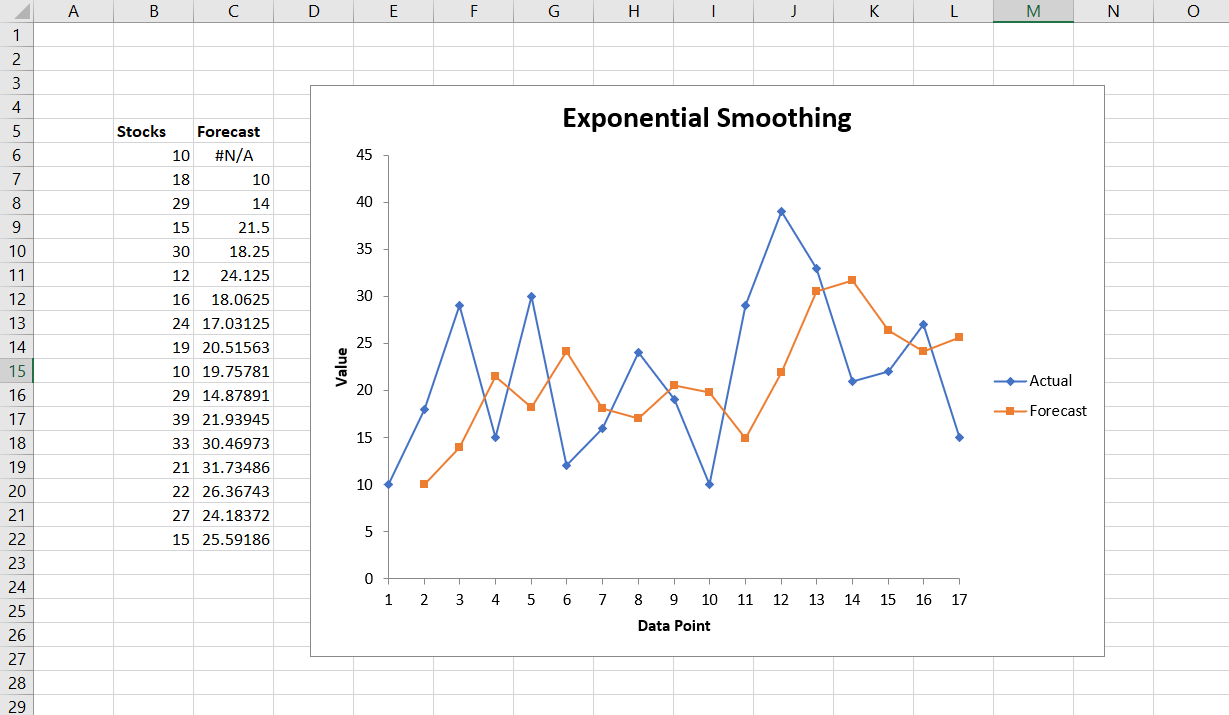 A B C D E F G H I J K L M N O
1
2
3
4
5 Stocks Forecast
6 10 #N/A
7 18 10
8 29 14
9 15 21.5
10 30 18.25
11 12 24.125
12 16 18.0625
13 24 17.03125
14 19 20.51563
15 10 19.75781
16 29 14.87891
17 39 21.93945
18 33 30.46973
19 21 31.73486
20 22 26.36743
21 27 24.18372
22 15 25.59186
23
24
25
26
27
28
29
Exponential Smoothing
45
40
35
30
25
20
15
10
5
0
Value
1 2 3 4 5 6 7 8 9 10 11 12 13 14 15 16 17
Data Point
Actual
Forecast